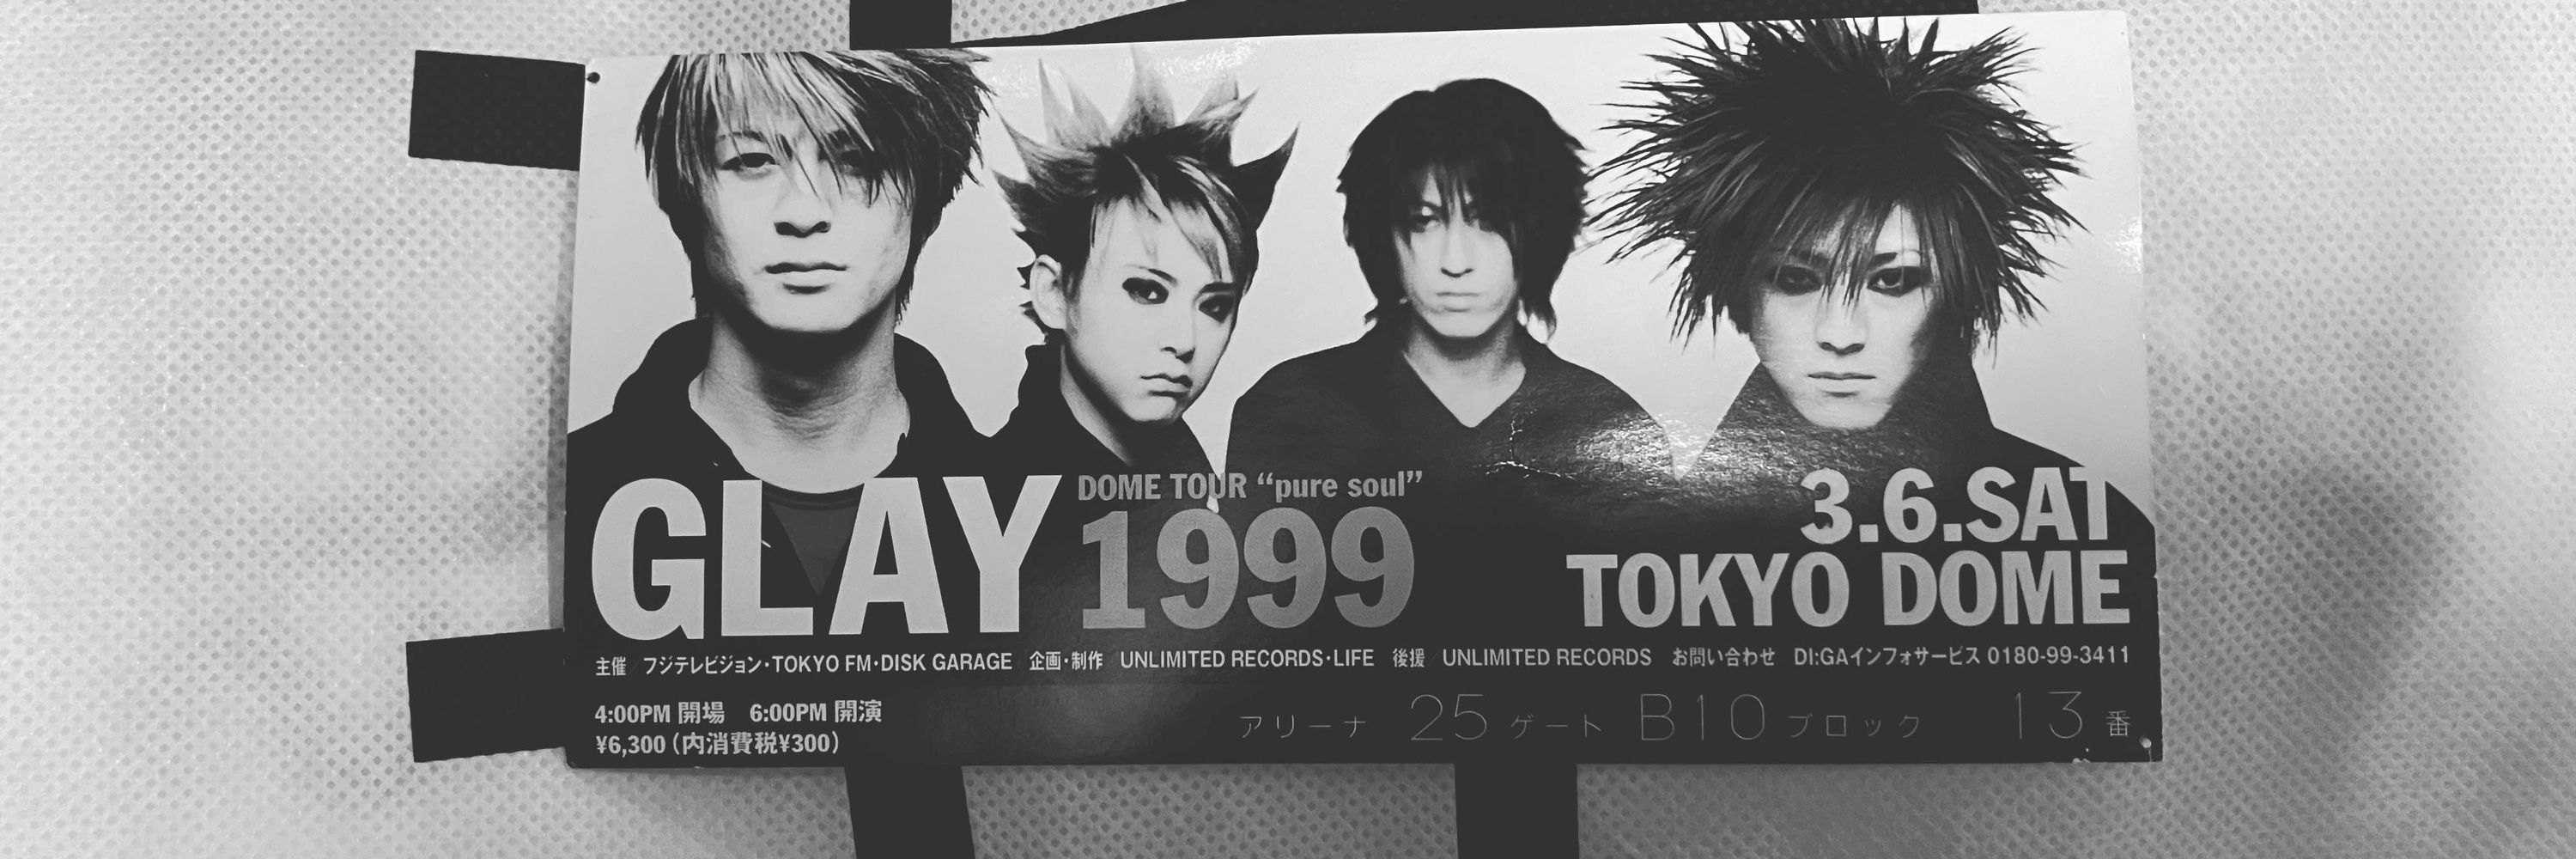 GLAY DOME TOUR “pure soul” 1999
3.6.SAT
TOKYO DOME
主催 フジテレビジョン・TOKYO FM・DISK GARAGE 企画・制作 UNLIMITED RECORDS・LIFE 後援 UNLIMITED RECORDS お問い合わせ DI:GAインフォサービス 0180-99-3411
4:00PM 開場 6:00PM 開演
¥6,300（内消費税¥300）
アリーナ 25 ゲート B10 ブロック 13 番